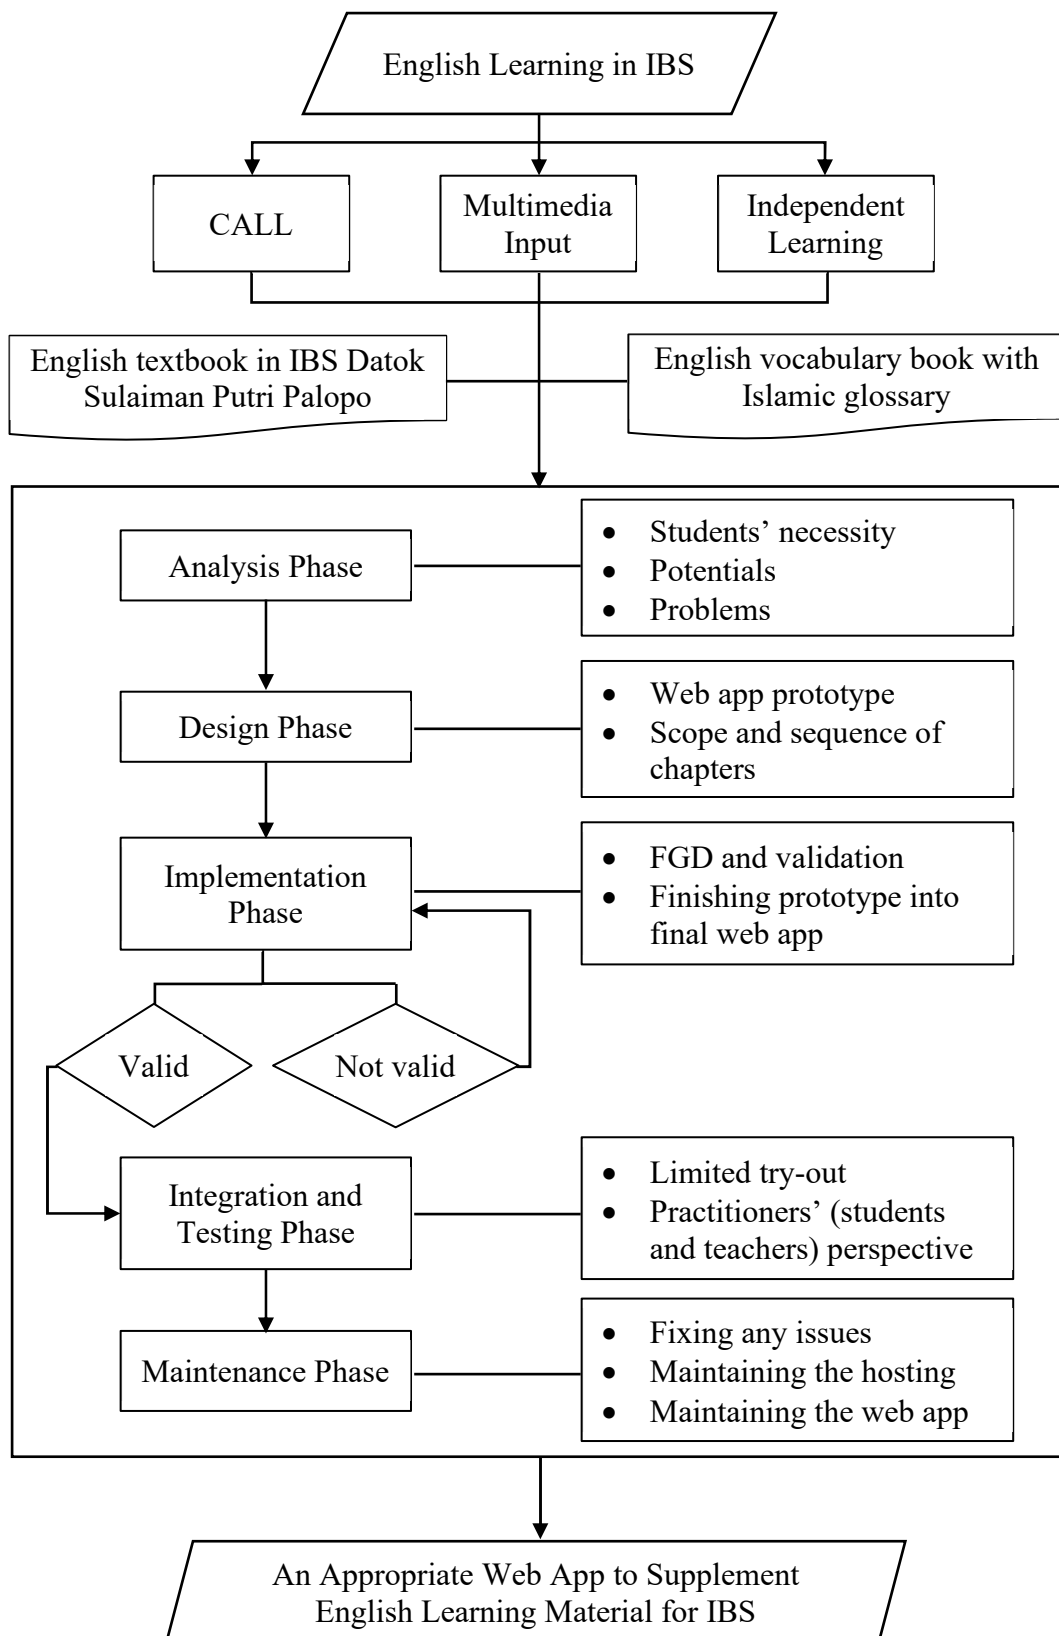 English Learning in IBS
CALL
Multimedia
Input
Independent
Learning
English textbook in IBS Datok
Sulaiman Putri Palopo
English vocabulary book with
Islamic glossary
Analysis Phase
• Students’ necessity
• Potentials
• Problems
Design Phase
• Web app prototype
• Scope and sequence of
chapters
Implementation
Phase
• FGD and validation
• Finishing prototype into
final web app
Valid
Not valid
Integration and
Testing Phase
• Limited try-out
• Practitioners’ (students
and teachers) perspective
Maintenance Phase
• Fixing any issues
• Maintaining the hosting
• Maintaining the web app
An Appropriate Web App to Supplement
English Learning Material for IBS